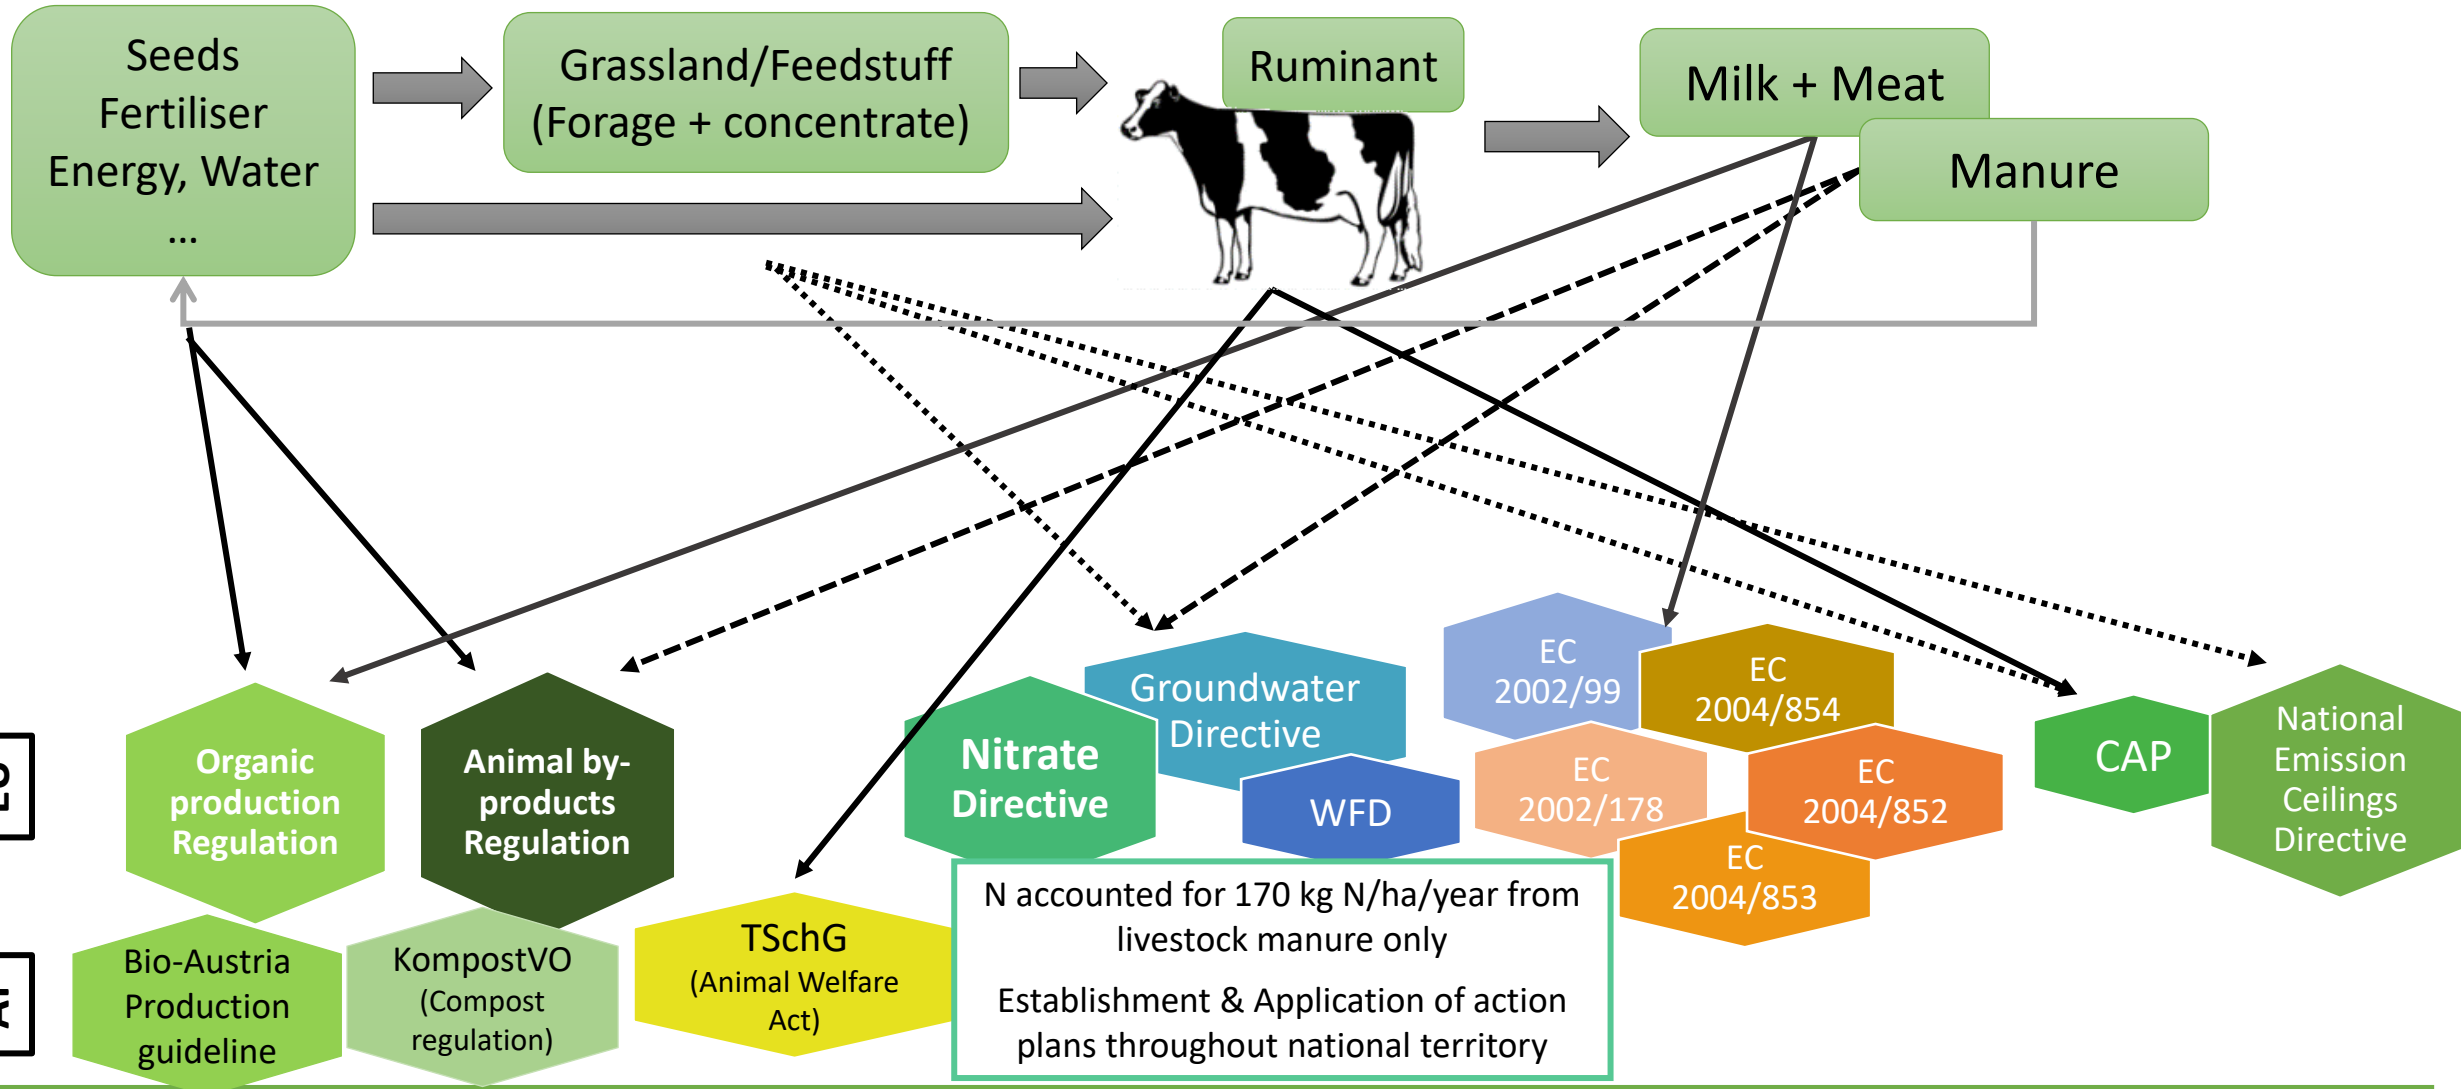 Seeds
Fertiliser
Energy, Water
...
Grassland/Feedstuff
(Forage + concentrate)
Ruminant
Milk + Meat
Manure
Organic
production
Regulation
Animal by-
products
Regulation
Nitrate
Directive
Groundwater
Directive
WFD
EC
2002/99
EC
2004/854
EC
2002/178
EC
2004/852
EC
2004/853
CAP
National
Emission
Ceilings
Directive
Bio-Austria
Production
guideline
KompostVO
(Compost
regulation)
TSchG
(Animal Welfare
Act)
N accounted for 170 kg N/ha/year from
livestock manure only
Establishment & Application of action
plans throughout national territory